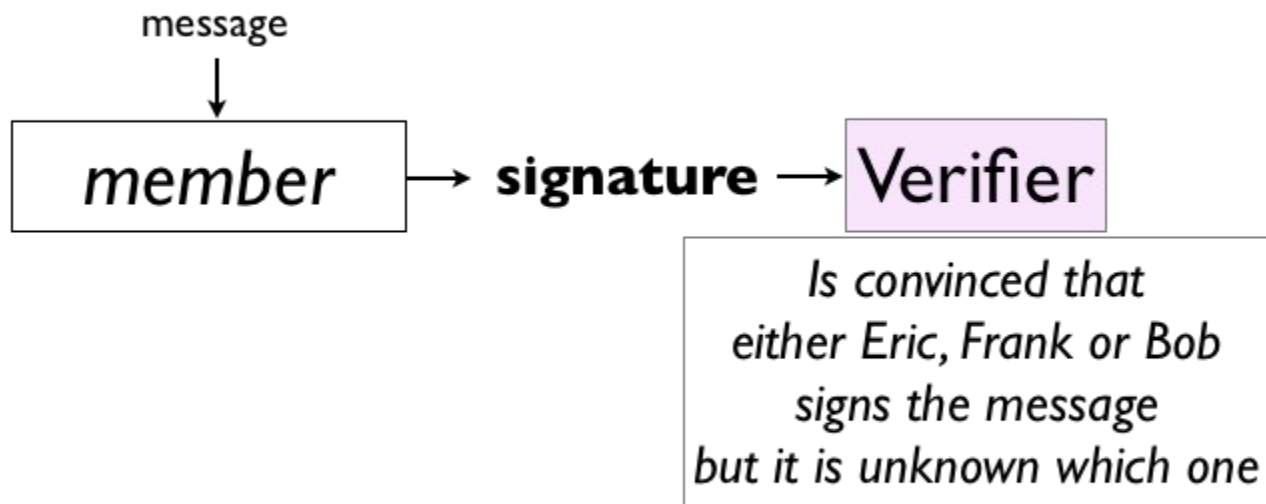 message
member
signature
Verifier
Is convinced that
either Eric, Frank or Bob
signs the message
but it is unknown which one